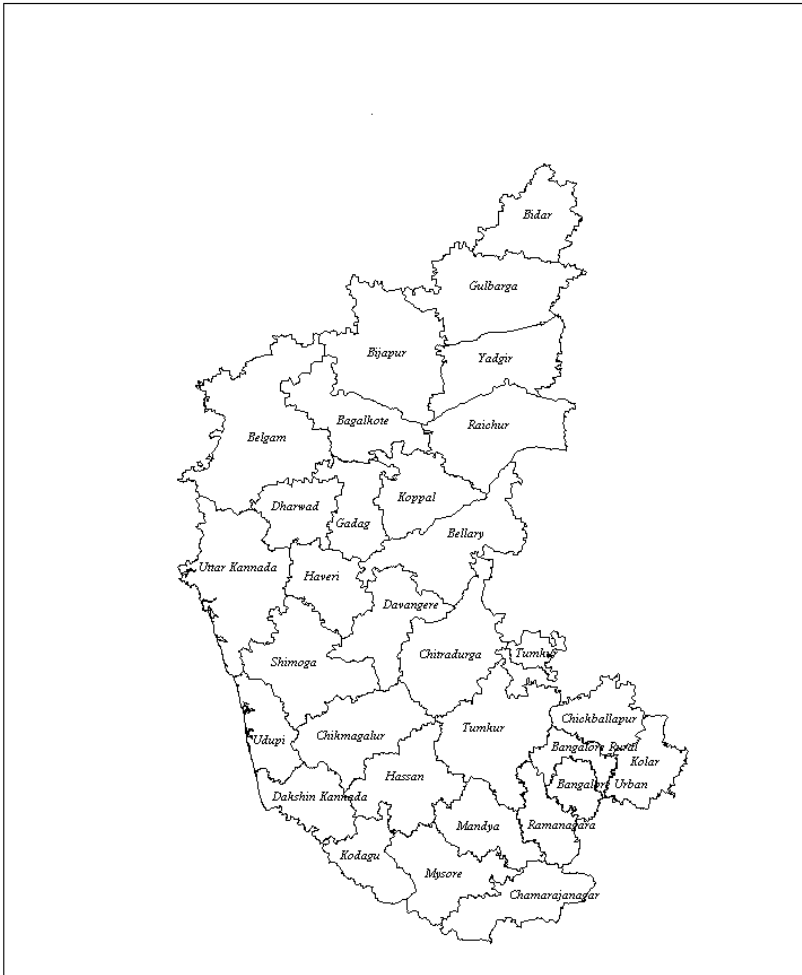 Bidar
Gulbarga
Bijapur
Yadgir
Bagalkote
Raichur
Belgam
Koppal
Dharwad
Gadag
Bellary
Uttar Kannada
Haveri
Davangere
Chitradurga
Tumkur
Shimoga
Chickballapur
Tumkur
Chikmagalur
Udupi
Bangalore Rural
Kolar
Hassan
Bangalore Urban
Dakshin Kannada
Mandya
Ramanagara
Kodagu
Mysore
Chamarajanagar